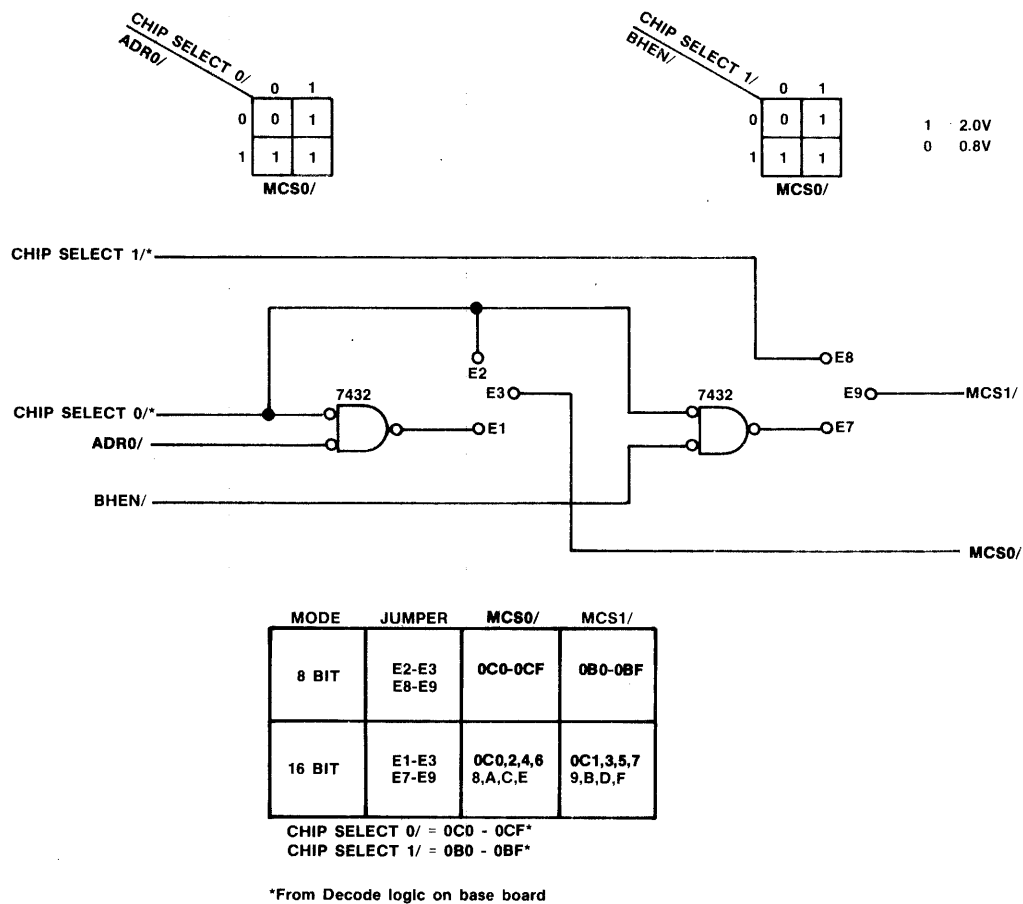 CHIP SELECT 0/
ADR0/
0 1
0 0 1
1 1 1
MCS0/
CHIP SELECT 1/
BHEN/
0 1
0 0 1
1 1 1
MCS0/
1 2.0V
0 0.8V
CHIP SELECT 1/*
E2
E8
7432
E3
7432
E9
MCS1/
CHIP SELECT 0/*
E1
E7
ADR0/
BHEN/
MCS0/
MODE JUMPER MCS0/ MCS1/
8 BIT
E2-E3
E8-E9
0C0-0CF
0B0-0BF
16 BIT
E1-E3
E7-E9
0C0,2,4,6
8,A,C,E
0C1,3,5,7
9,B,D,F
CHIP SELECT 0/ = 0C0 - 0CF*
CHIP SELECT 1/ = 0B0 - 0BF*
*From Decode logic on base board